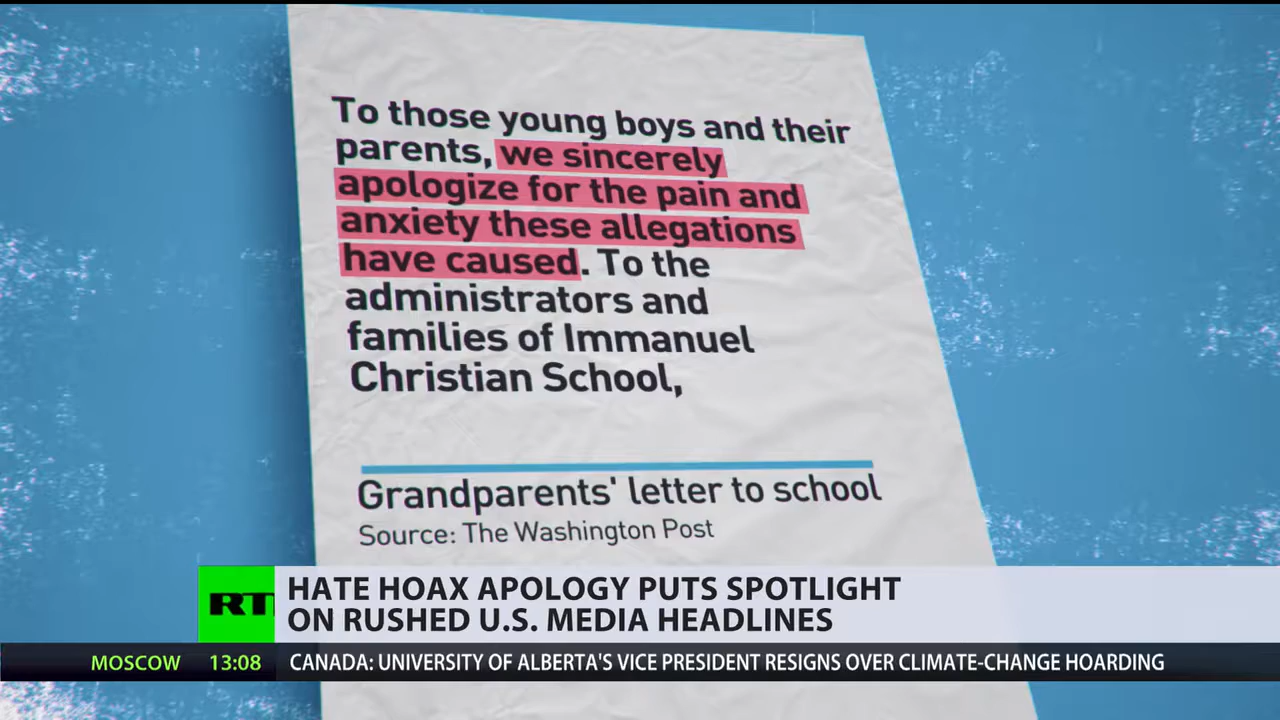 To those young boys and their
parents, we sincerely
apologize for the pain and
anxiety these allegations
have caused. To the
administrators and
families of Immanuel
Christian School,
Grandparents' letter to school
Source: The Washington Post
RT
HATE HOAX APOLOGY PUTS SPOTLIGHT
ON RUSHED U.S. MEDIA HEADLINES
MOSCOW 13:08 CANADA: UNIVERSITY OF ALBERTA'S VICE PRESIDENT RESIGNS OVER CLIMATE-CHANGE HOARDING